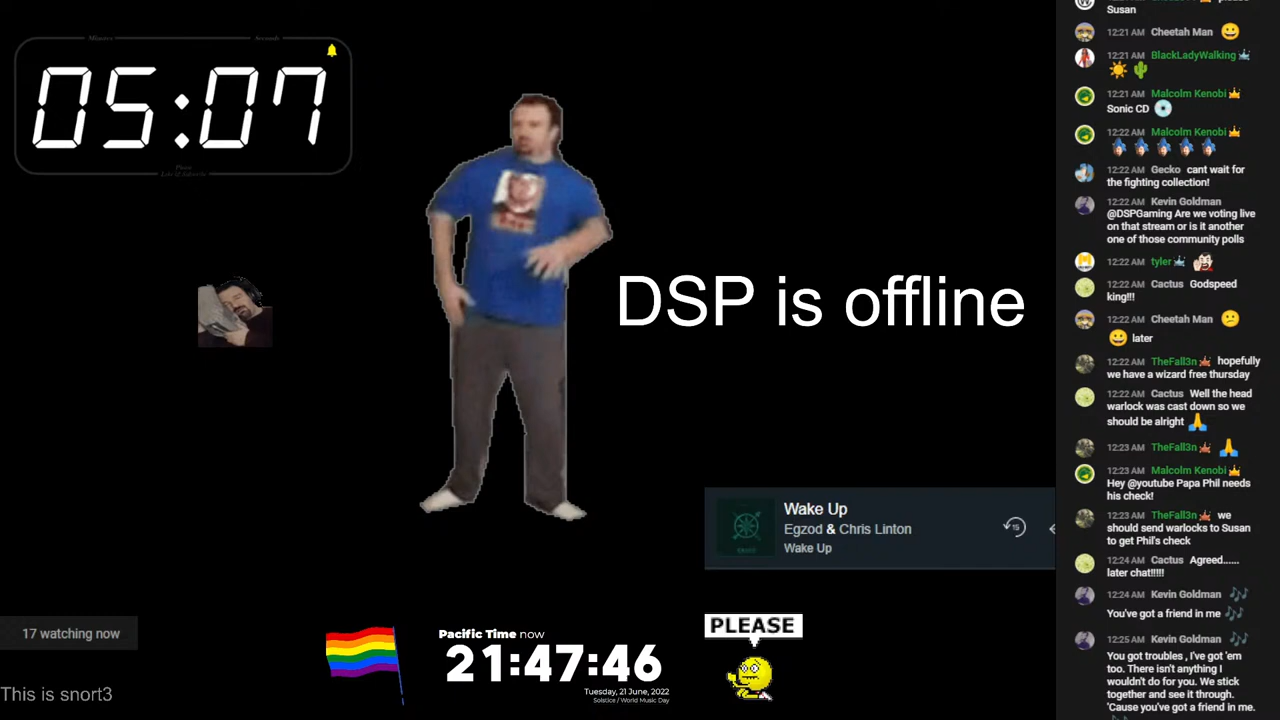 Minutes
Seconds
05:07
DSP is offline
Wake Up
Egzod & Chris Linton
Wake Up
15
17 watching now
This is snort3
Pacific Time now
21:47:46
Tuesday, 21 June, 2022
Solstice / World Music Day
PLEASE
Susan
12:21 AM Cheetah Man
12:21 AM BlackLadyWalking
12:21 AM Malcolm Kenobi
Sonic CD
12:22 AM Malcolm Kenobi
12:22 AM Gecko cant wait for
the fighting collection!
12:22 AM Kevin Goldman
@DSPGaming Are we voting live
on that stream or is it another
one of those community polls
12:22 AM tyler
12:22 AM Cactus Godspeed
king!!!
12:22 AM Cheetah Man
later
12:22 AM TheFall3n hopefully
we have a wizard free thursday
12:22 AM Cactus Well the head
warlock was cast down so we
should be alright
12:23 AM TheFall3n
12:23 AM Malcolm Kenobi
Hey @youtube Papa Phil needs
his check!
12:23 AM TheFall3n we
should send warlocks to Susan
to get Phil's check
12:24 AM Cactus Agreed......
later chat!!!!!
12:24 AM Kevin Goldman
You've got a friend in me
12:25 AM Kevin Goldman
You got troubles , I've got 'em
too. There isn't anything I
wouldn't do for you. We stick
together and see it through.
'Cause you've got a friend in me.